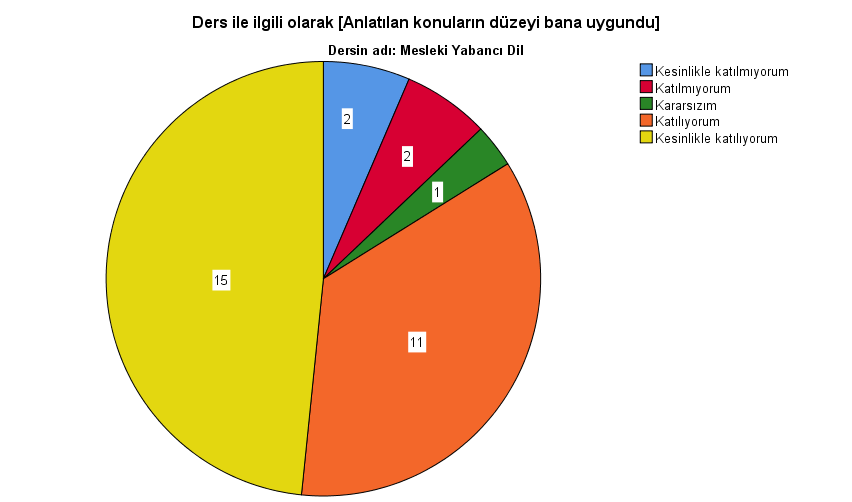 Ders ile ilgili olarak [Anlatılan konuların düzeyi bana uygundu]
Dersin adı: Mesleki Yabancı Dil
Kesinlikle katılmıyorum
Katılmıyorum
Kararsızım
Katılıyorum
Kesinlikle katılıyorum
2
2
1
15
11